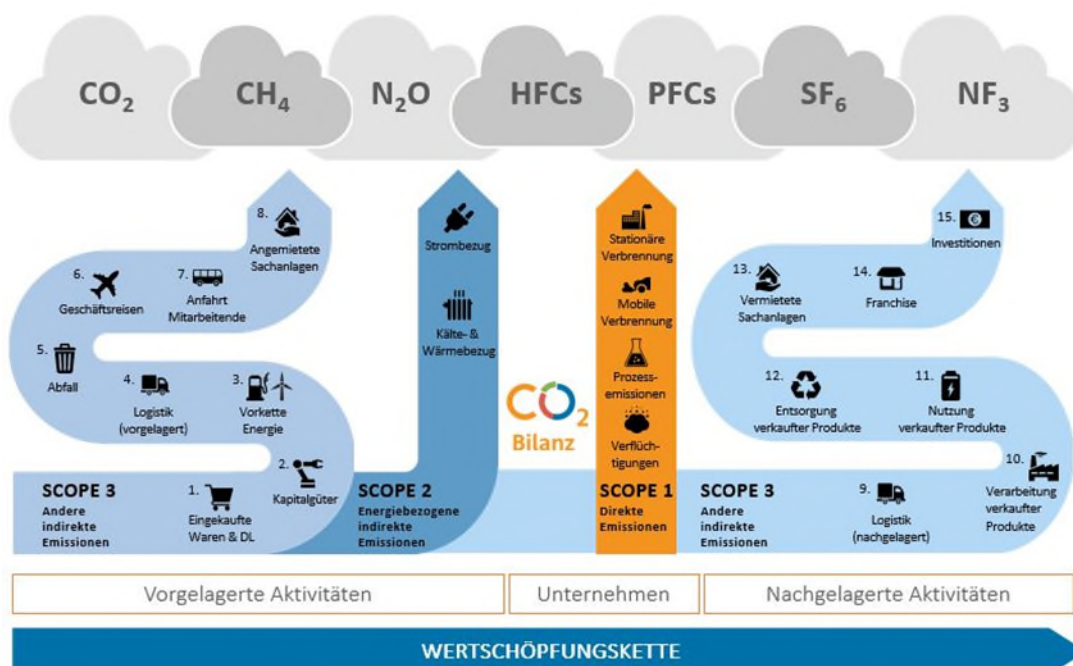 CO₂
CH₄
N₂O
HFCs
PFCs
SF₆
NF₃
8.
Angemietete
Sachanlagen
6.
Geschäftsreisen
7.
Anfahrt
Mitarbeitende
5.
Abfall
4.
Logistik
(vorgelagert)
3.
Vorkette
Energie
2.
Kapitalgüter
1.
Eingekaufte
Waren & DL
SCOPE 3
Andere
indirekte
Emissionen
Strombezug
Kälte- &
Wärmebezug
SCOPE 2
Energiebezogene
indirekte
Emissionen
CO₂
Bilanz
Stationäre
Verbrennung
Mobile
Verbrennung
Prozess-
emissionen
Verflüch-
tigungen
SCOPE 1
Direkte
Emissionen
15.
€
Investitionen
13.
Vermietete
Sachanlagen
14.
Franchise
12.
Entsorgung
verkaufter Produkte
11.
Nutzung
verkaufter Produkte
10.
Verarbeitung
verkaufter
Produkte
9.
Logistik
(nachgelagert)
SCOPE 3
Andere
indirekte
Emissionen
Vorgelagerte Aktivitäten
Unternehmen
Nachgelagerte Aktivitäten
WERTSCHÖPFUNGSKETTE